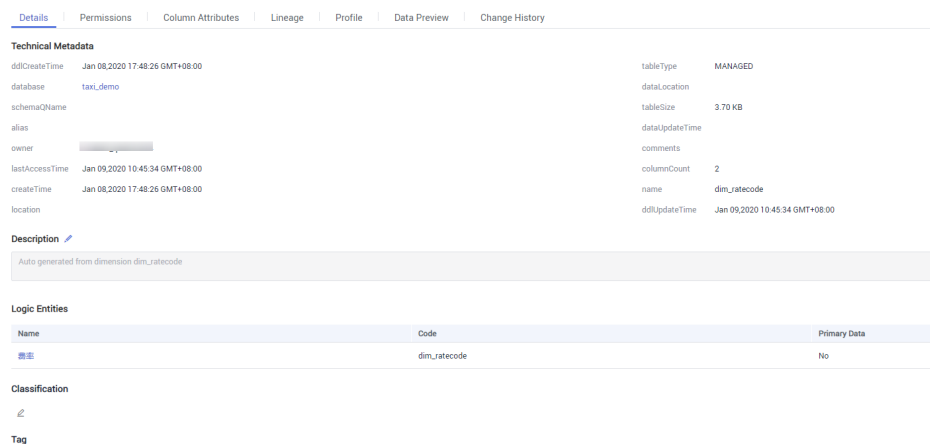 Details Permissions Column Attributes Lineage Profile Data Preview Change History
Technical Metadata
ddlCreateTime Jan 08,2020 17:48:26 GMT+08:00 tableType MANAGED
database taxi_demo dataLocation
schemaQName tableSize 3.70 KB
alias dataUpdateTime
owner comments
lastAccessTime Jan 09,2020 10:45:34 GMT+08:00 columnCount 2
createTime Jan 08,2020 17:48:26 GMT+08:00 name dim_ratecode
location ddlUpdateTime Jan 09,2020 10:45:34 GMT+08:00
Description
Auto generated from dimension dim_ratecode
Logic Entities
Name Code Primary Data
费率 dim_ratecode No
Classification
Tag